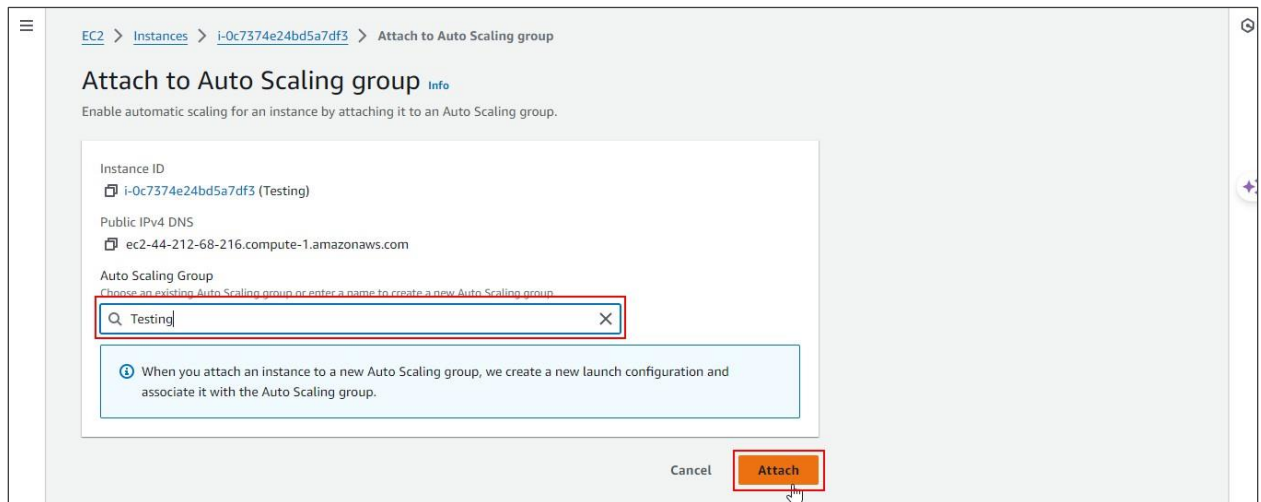 EC2 > Instances > i-0c7374e24bd5a7df3 > Attach to Auto Scaling group
Attach to Auto Scaling group Info
Enable automatic scaling for an instance by attaching it to an Auto Scaling group.
Instance ID
i-0c7374e24bd5a7df3 (Testing)
Public IPv4 DNS
ec2-44-212-68-216.compute-1.amazonaws.com
Auto Scaling Group
Choose an existing Auto Scaling group or enter a name to create a new Auto Scaling group
Testing
When you attach an instance to a new Auto Scaling group, we create a new launch configuration and
associate it with the Auto Scaling group.
Cancel Attach